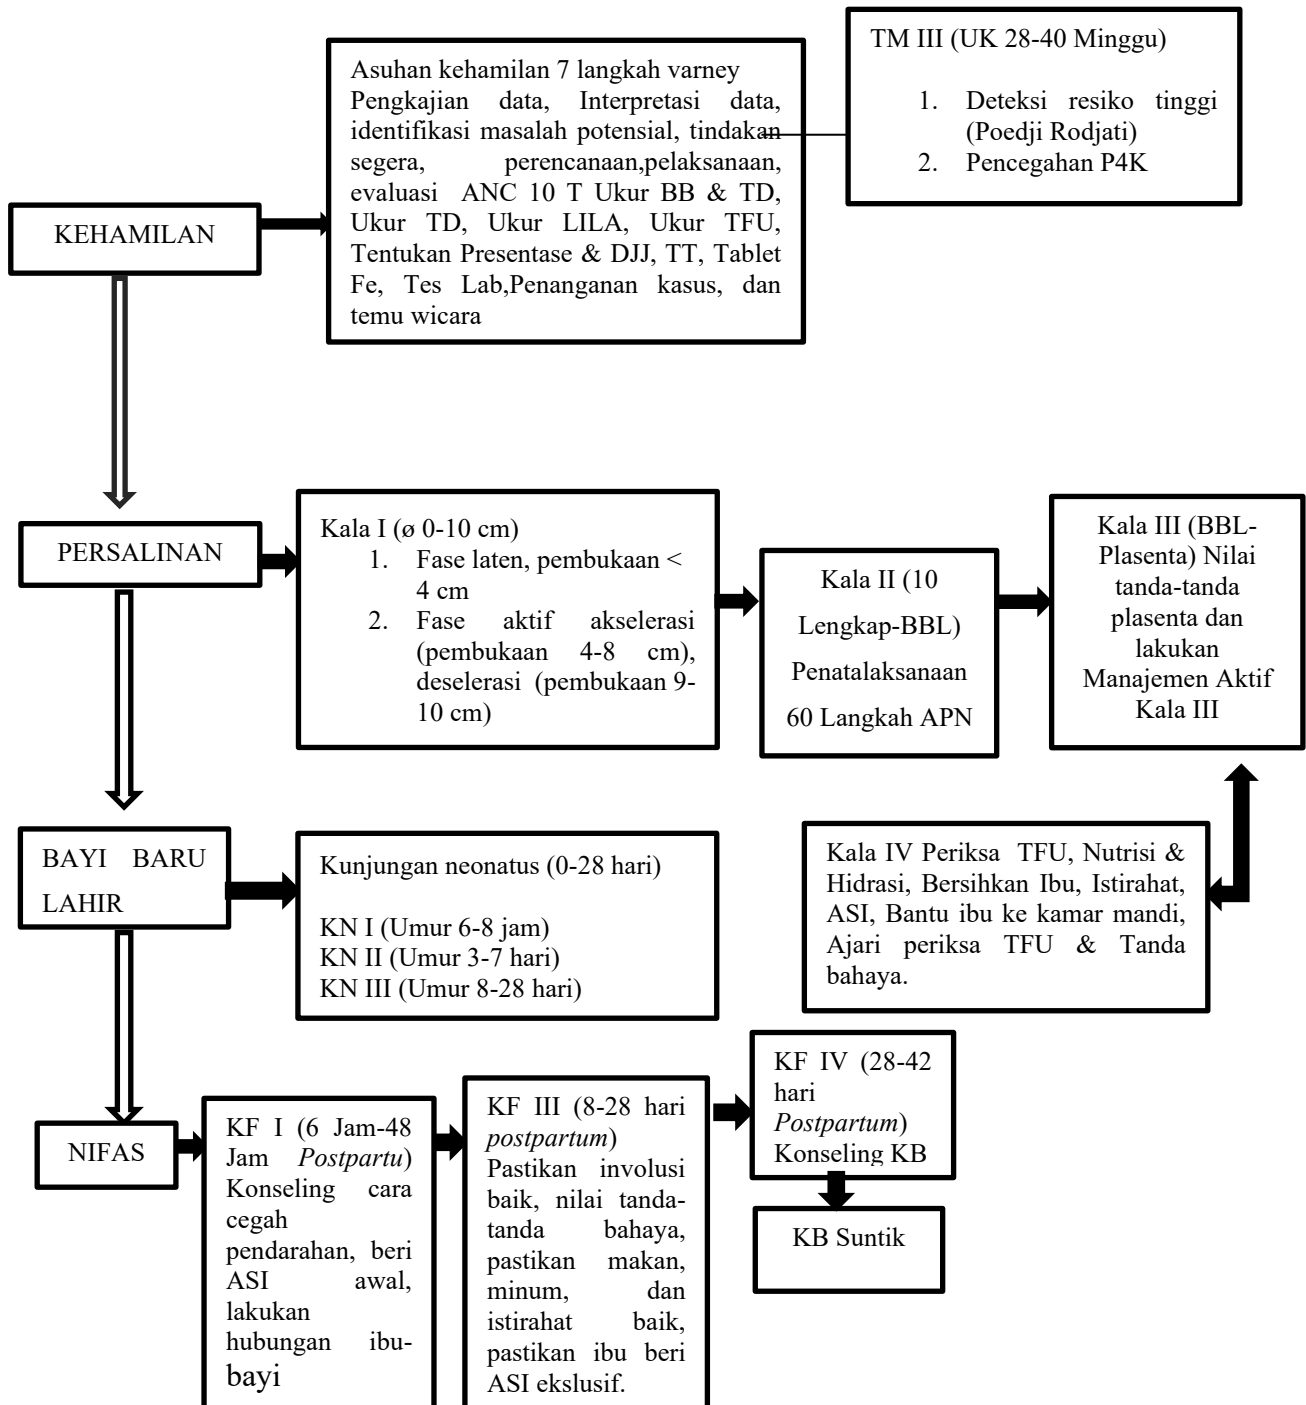 TM III (UK 28-40 Minggu)
1. Deteksi resiko tinggi
(Poedji Rodjati)
2. Pencegahan P4K
Asuhan kehamilan 7 langkah varney
Pengkajian data, Interpretasi data,
identifikasi masalah potensial, tindakan
segera, perencanaan,pelaksanaan,
evaluasi ANC 10 T Ukur BB & TD,
Ukur TD, Ukur LILA, Ukur TFU,
Tentukan Presentase & DJJ, TT, Tablet
Fe, Tes Lab,Penanganan kasus, dan
temu wicara
KEHAMILAN
PERSALINAN
Kala I (ø 0-10 cm)
1. Fase laten, pembukaan <
4 cm
2. Fase aktif akselerasi
(pembukaan 4-8 cm),
deselerasi (pembukaan 9-
10 cm)
Kala II (10
Lengkap-BBL)
Penatalaksanaan
60 Langkah APN
Kala III (BBL-
Plasenta) Nilai
tanda-tanda
plasenta dan
lakukan
Manajemen Aktif
Kala III
Kala IV Periksa TFU, Nutrisi &
Hidrasi, Bersihkan Ibu, Istirahat,
ASI, Bantu ibu ke kamar mandi,
Ajari periksa TFU & Tanda
bahaya.
BAYI BARU
LAHIR
Kunjungan neonatus (0-28 hari)
KN I (Umur 6-8 jam)
KN II (Umur 3-7 hari)
KN III (Umur 8-28 hari)
NIFAS
KF I (6 Jam-48
Jam Postpartu)
Konseling cara
cegah
pendarahan, beri
ASI awal,
lakukan
hubungan ibu-
bayi
KF III (8-28 hari
postpartum)
Pastikan involusi
baik, nilai tanda-
tanda bahaya,
pastikan makan,
minum, dan
istirahat baik,
pastikan ibu beri
ASI ekslusif.
KF IV (28-42
hari
Postpartum)
Konseling KB
KB Suntik